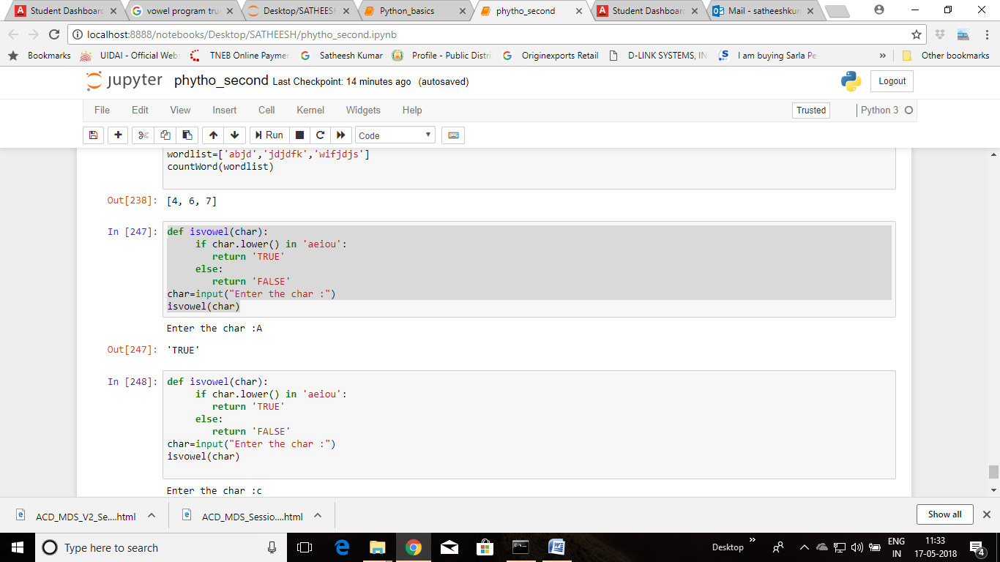 Student Dashboard
vowel program tru
Desktop/SATHEESH
Python_basics
phytho_second
Student Dashboard
Mail - satheeshkun
localhost:8888/notebooks/Desktop/SATHEESH/phytho_second.ipynb
Bookmarks
UIDAI - Official Webs
TNEB Online Paymen
Satheesh Kumar
Profile - Public Distri
Originexports Retail
D-LINK SYSTEMS, IN
I am buying Sarla Pe
»
Other bookmarks
jupyter phytho_second Last Checkpoint: 14 minutes ago (autosaved)
Logout
File Edit View Insert Cell Kernel Widgets Help
Trusted
Python 3
Run
Code
wordlist=['abjd','jdjdfk','wifjdjs']
countWord(wordlist)
Out[238]: [4, 6, 7]
In [247]: def isvowel(char):
if char.lower() in 'aeiou':
return 'TRUE'
else:
return 'FALSE'
char=input("Enter the char :")
isvowel(char)
Enter the char :A
Out[247]: 'TRUE'
In [248]: def isvowel(char):
if char.lower() in 'aeiou':
return 'TRUE'
else:
return 'FALSE'
char=input("Enter the char :")
isvowel(char)
Enter the char :c
ACD_MDS_V2_Se....html
ACD_MDS_Sessio....html
Show all
Type here to search
Desktop
»
ENG
IN
11:33
17-05-2018
4